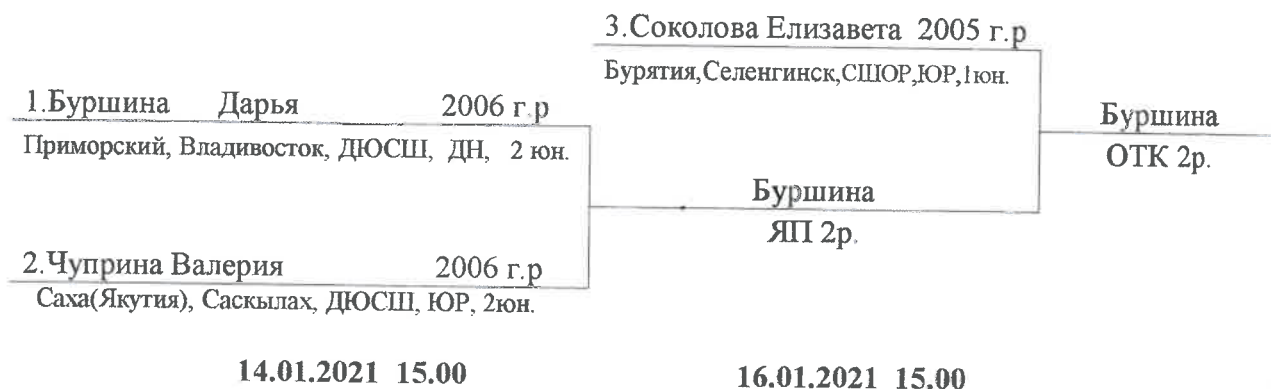 3.Соколова Елизавета 2005 г.р
Бурятия,Селенгинск,СШОР,ЮР,1юн.
1.Буршина Дарья 2006 г.р
Приморский, Владивосток, ДЮСШ, ДН, 2 юн.
Буршина
ОТК 2р.
Буршина
ЯП 2р.
2.Чуприна Валерия 2006 г.р
Саха(Якутия), Саскылах, ДЮСШ, ЮР, 2юн.
14.01.2021 15.00
16.01.2021 15.00